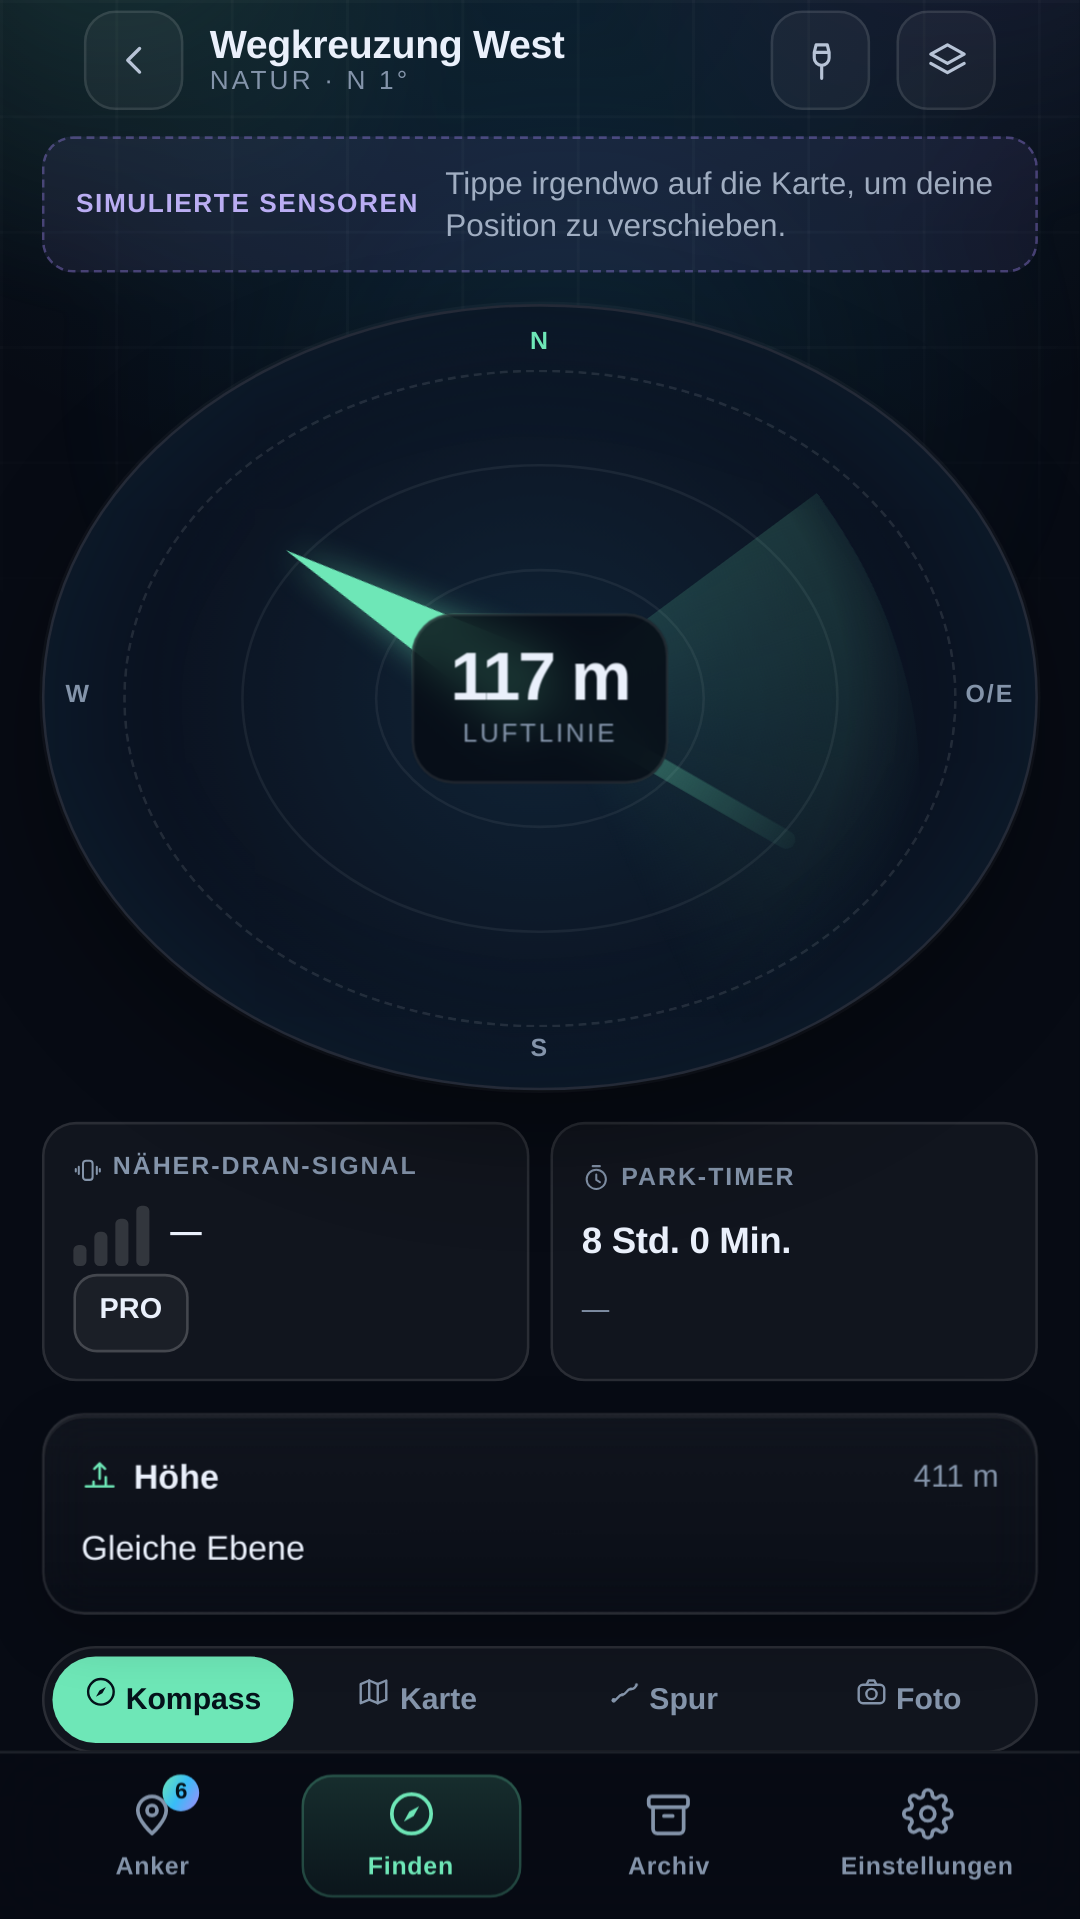 Wegkreuzung West
NATUR · N 1°
SIMULIERTE SENSOREN
Tippe irgendwo auf die Karte, um deine
Position zu verschieben.
N
W
O/E
117 m
LUFTLINIE
S
NÄHER-DRAN-SIGNAL
—
PRO
PARK-TIMER
8 Std. 0 Min.
—
Höhe
411 m
Gleiche Ebene
Kompass
Karte
Spur
Foto
6
Anker
Finden
Archiv
Einstellungen